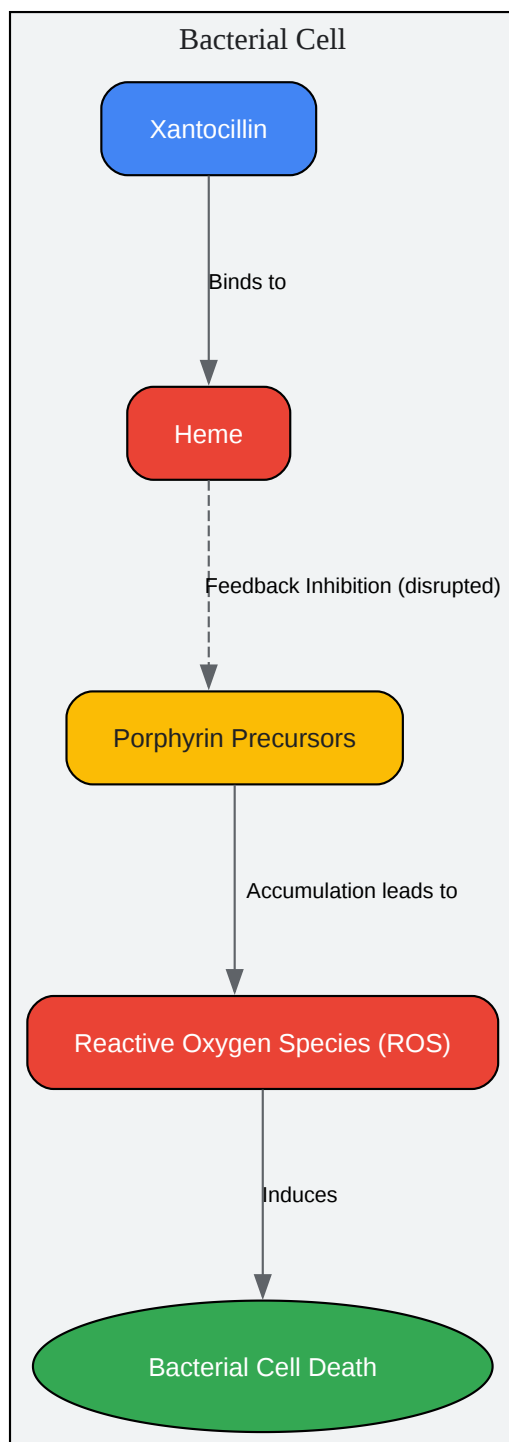 Bacterial Cell
Xantocillin
Binds to
Heme
Feedback Inhibition (disrupted)
Porphyrin Precursors
Accumulation leads to
Reactive Oxygen Species (ROS)
Induces
Bacterial Cell Death